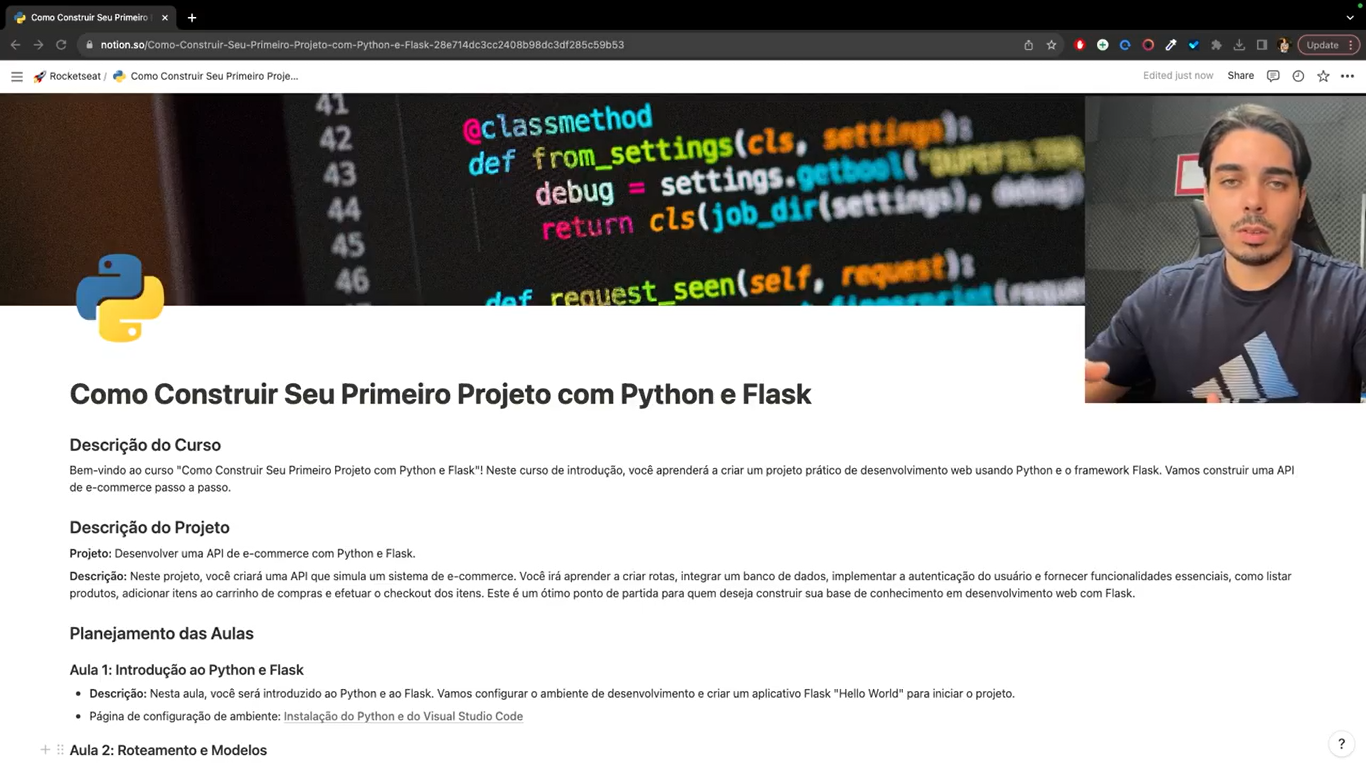 Como Construir Seu Primeiro
notion.so/Como-Construir-Seu-Primeiro-Projeto-com-Python-e-Flask-28e714dc3cc2408b98dc3df285c59b53
Update
Rocketseat / Como Construir Seu Primeiro Proje...
Edited just now Share
41
42 @classmethod
43 def from_settings(cls, settings):
44 debug = settings.getbool(
45 return cls(job_dir(settings), debug)
46
def request_seen(self, request):
Como Construir Seu Primeiro Projeto com Python e Flask
Descrição do Curso
Bem-vindo ao curso "Como Construir Seu Primeiro Projeto com Python e Flask"! Neste curso de introdução, você aprenderá a criar um projeto prático de desenvolvimento web usando Python e o framework Flask. Vamos construir uma API
de e-commerce passo a passo.
Descrição do Projeto
Projeto: Desenvolver uma API de e-commerce com Python e Flask.
Descrição: Neste projeto, você criará uma API que simula um sistema de e-commerce. Você irá aprender a criar rotas, integrar um banco de dados, implementar a autenticação do usuário e fornecer funcionalidades essenciais, como listar
produtos, adicionar itens ao carrinho de compras e efetuar o checkout dos itens. Este é um ótimo ponto de partida para quem deseja construir sua base de conhecimento em desenvolvimento web com Flask.
Planejamento das Aulas
Aula 1: Introdução ao Python e Flask
• Descrição: Nesta aula, você será introduzido ao Python e ao Flask. Vamos configurar o ambiente de desenvolvimento e criar um aplicativo Flask "Hello World" para iniciar o projeto.
• Página de configuração de ambiente: Instalação do Python e do Visual Studio Code
Aula 2: Roteamento e Modelos
?